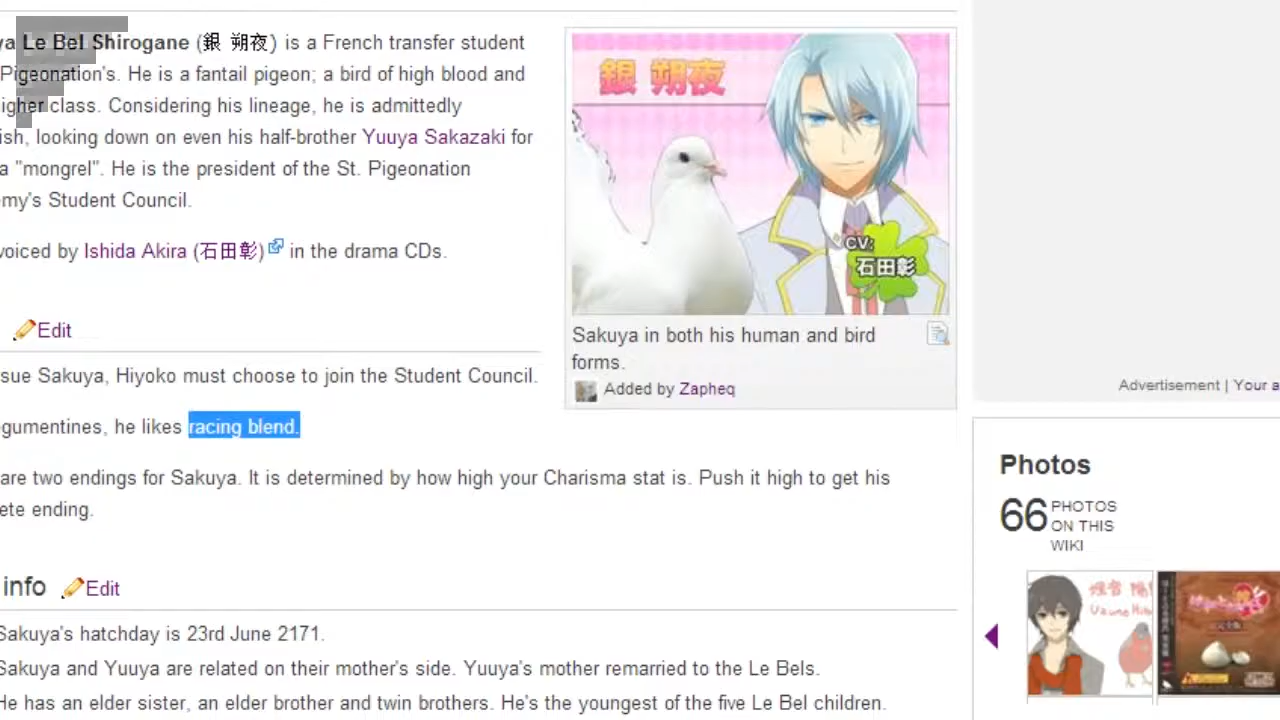 ya Le Bel Shirogane (銀 朔夜) is a French transfer student
Pigeonation's. He is a fantail pigeon; a bird of high blood and
igher class. Considering his lineage, he is admittedly
ish, looking down on even his half-brother Yuuya Sakazaki for
a "mongrel". He is the president of the St. Pigeonation
my's Student Council.
voiced by Ishida Akira (石田彰) in the drama CDs.
Edit
sue Sakuya, Hiyoko must choose to join the Student Council.
gumentines, he likes racing blend.
are two endings for Sakuya. It is determined by how high your Charisma stat is. Push it high to get his
ete ending.
info Edit
Sakuya's hatchday is 23rd June 2171.
Sakuya and Yuuya are related on their mother's side. Yuuya's mother remarried to the Le Bels.
He has an elder sister, an elder brother and twin brothers. He's the youngest of the five Le Bel children.
銀 朔夜
CV:
石田彰
Sakuya in both his human and bird
forms.
Added by Zapheq
Advertisement | Your a
Photos
66 PHOTOS
ON THIS
WIKI